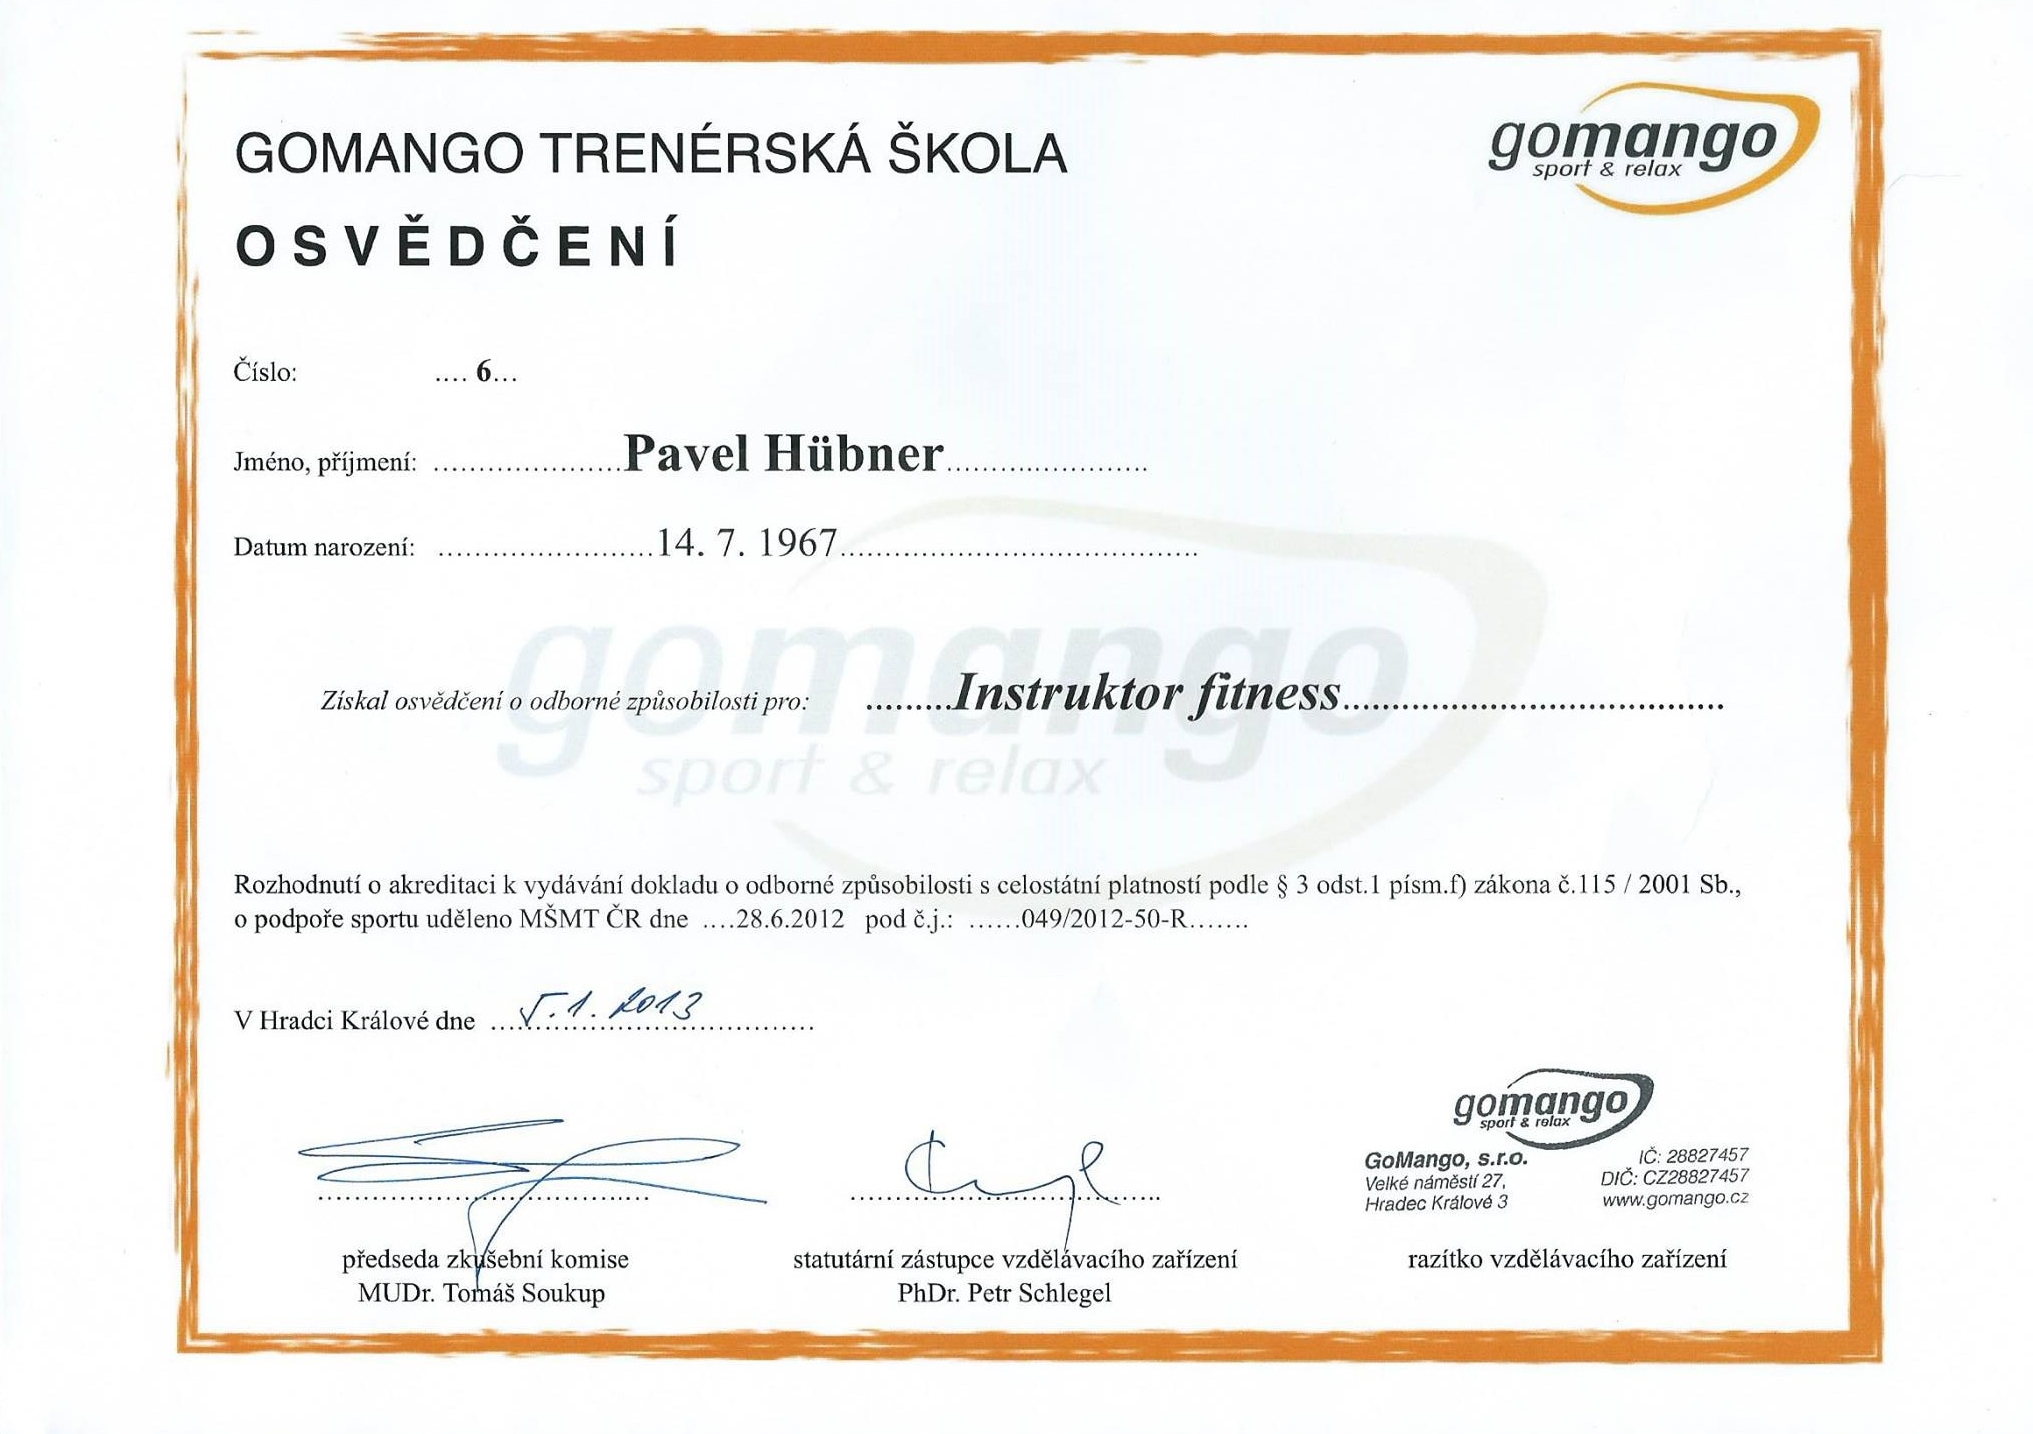 GOMANGO TRENÉRSKÁ ŠKOLA
gomango
sport & relax
OSVĚDČENÍ
Číslo: .... 6...
Jméno, příjmení: .....................Pavel Hübner.......................
Datum narození: ........................14. 7. 1967........................................
gomango
sport & relax
Získal osvědčení o odborné způsobilosti pro: .........Instruktor fitness.......................................
Rozhodnutí o akreditaci k vydávání dokladu o odborné způsobilosti s celostátní platností podle § 3 odst.1 písm.f) zákona č.115 / 2001 Sb.,
o podpoře sportu uděleno MŠMT ČR dne ....28.6.2012 pod č.j.: ......049/2012-50-R.......
V Hradci Králové dne 5.1.2013
gomango
sport & relax
GoMango, s.r.o. IČ: 28827457
Velké náměstí 27, DIČ: CZ28827457
Hradec Králové 3 www.gomango.cz
předseda zkušební komise statutární zástupce vzdělávacího zařízení razítko vzdělávacího zařízení
MUDr. Tomáš Soukup PhDr. Petr Schlegel